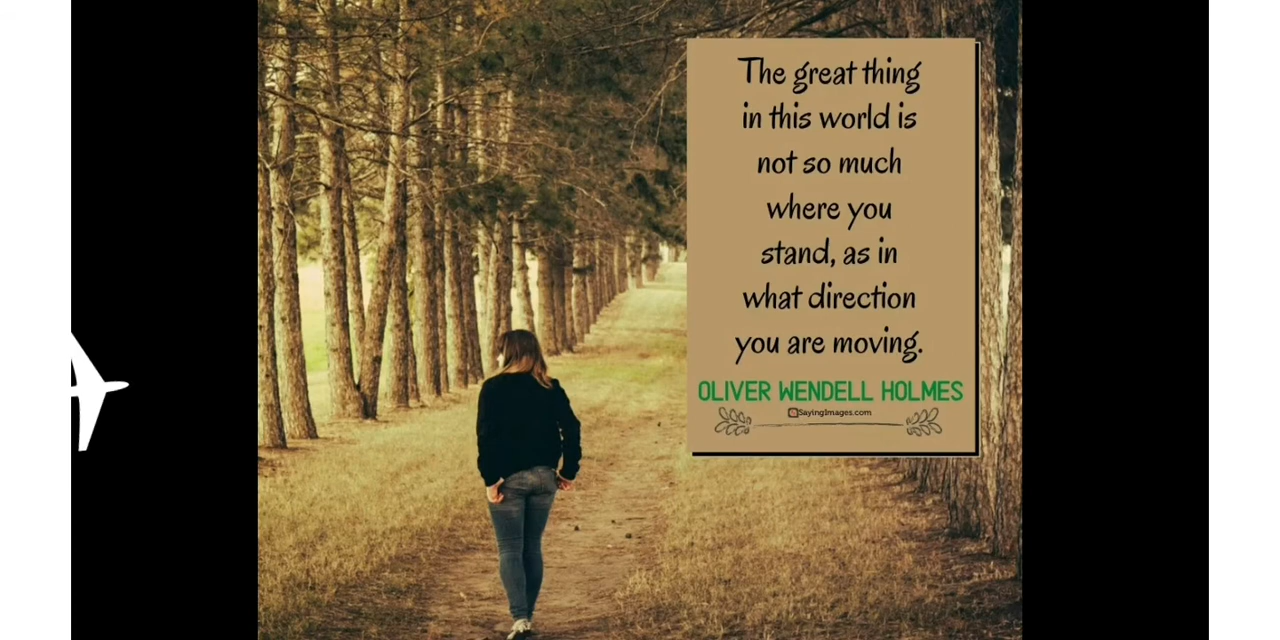 The great thing
in this world is
not so much
where you
stand, as in
what direction
you are moving.
OLIVER WENDELL HOLMES
SayingImages.com